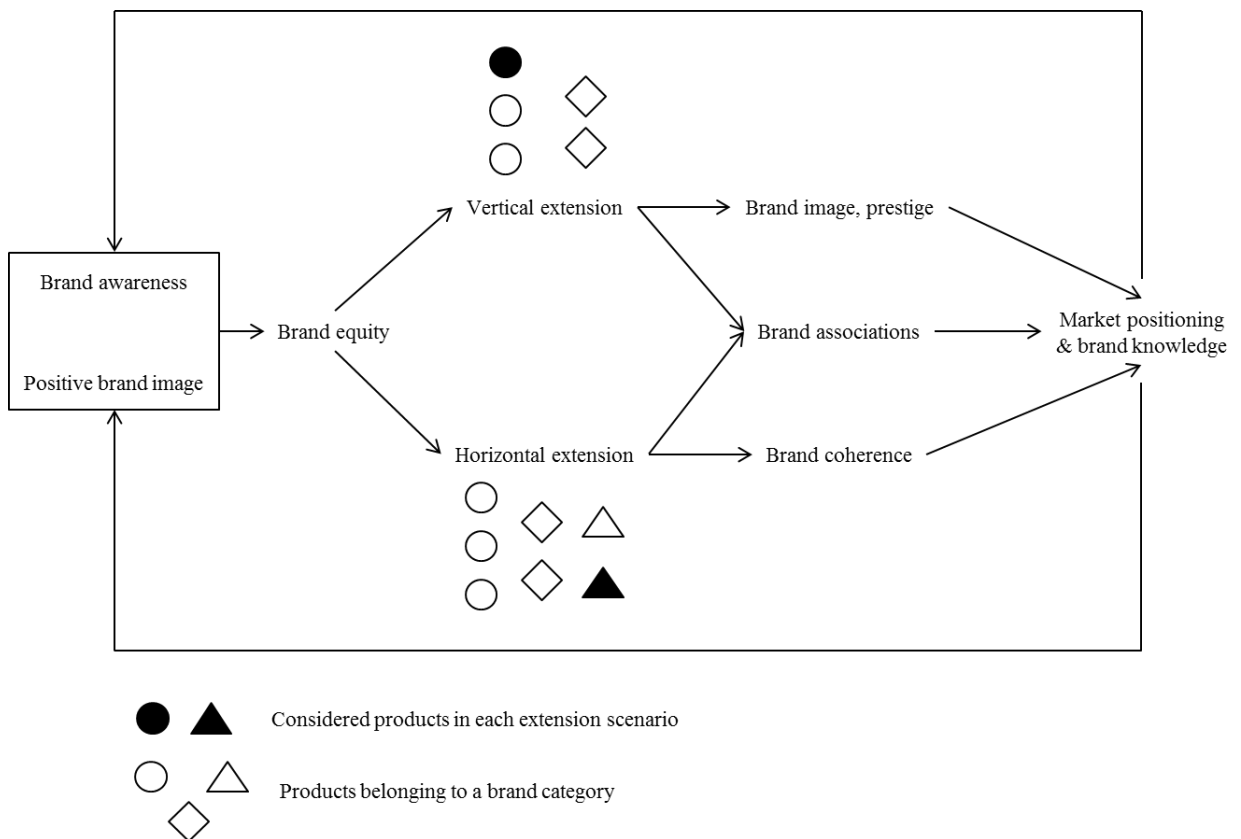 Vertical extension
Brand image, prestige
Brand awareness
Brand equity
Brand associations
Market positioning
& brand knowledge
Positive brand image
Horizontal extension
Brand coherence
Considered products in each extension scenario
Products belonging to a brand category